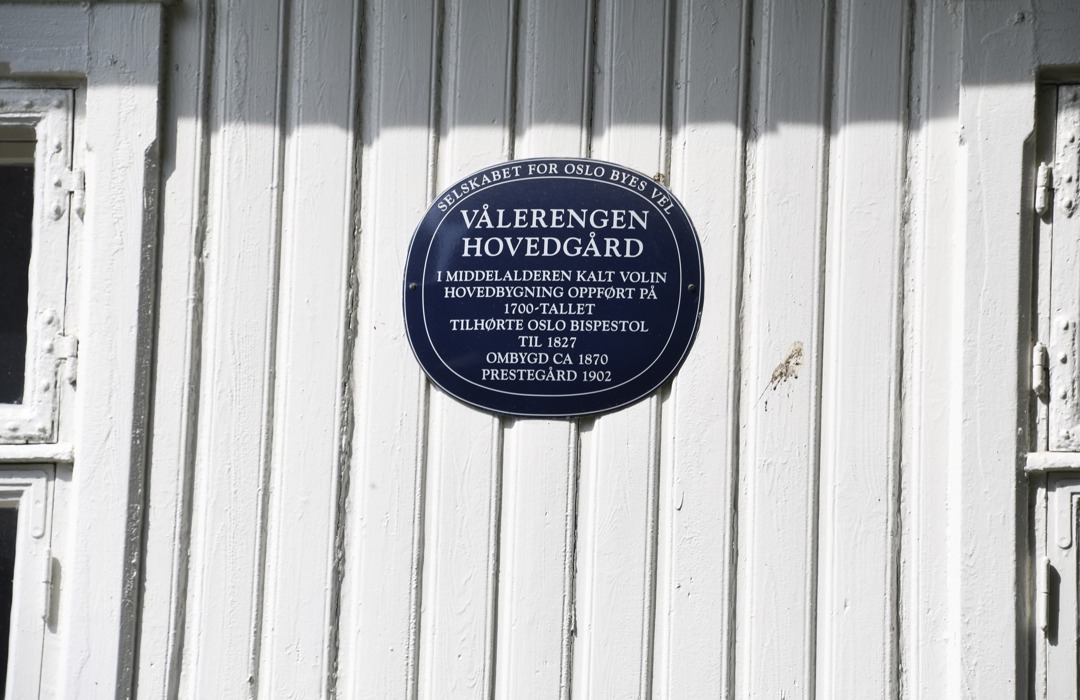 SELSKABET FOR OSLO BYES VEL
VÅLERENGEN
HOVEDGÅRD
I MIDDELALDEREN KALT VOLIN
HOVEDBYGNING OPPFØRT PÅ
1700-TALLET
TILHØRTE OSLO BISPESTOL
TIL 1827
OMBYGD CA 1870
PRESTEGÅRD 1902